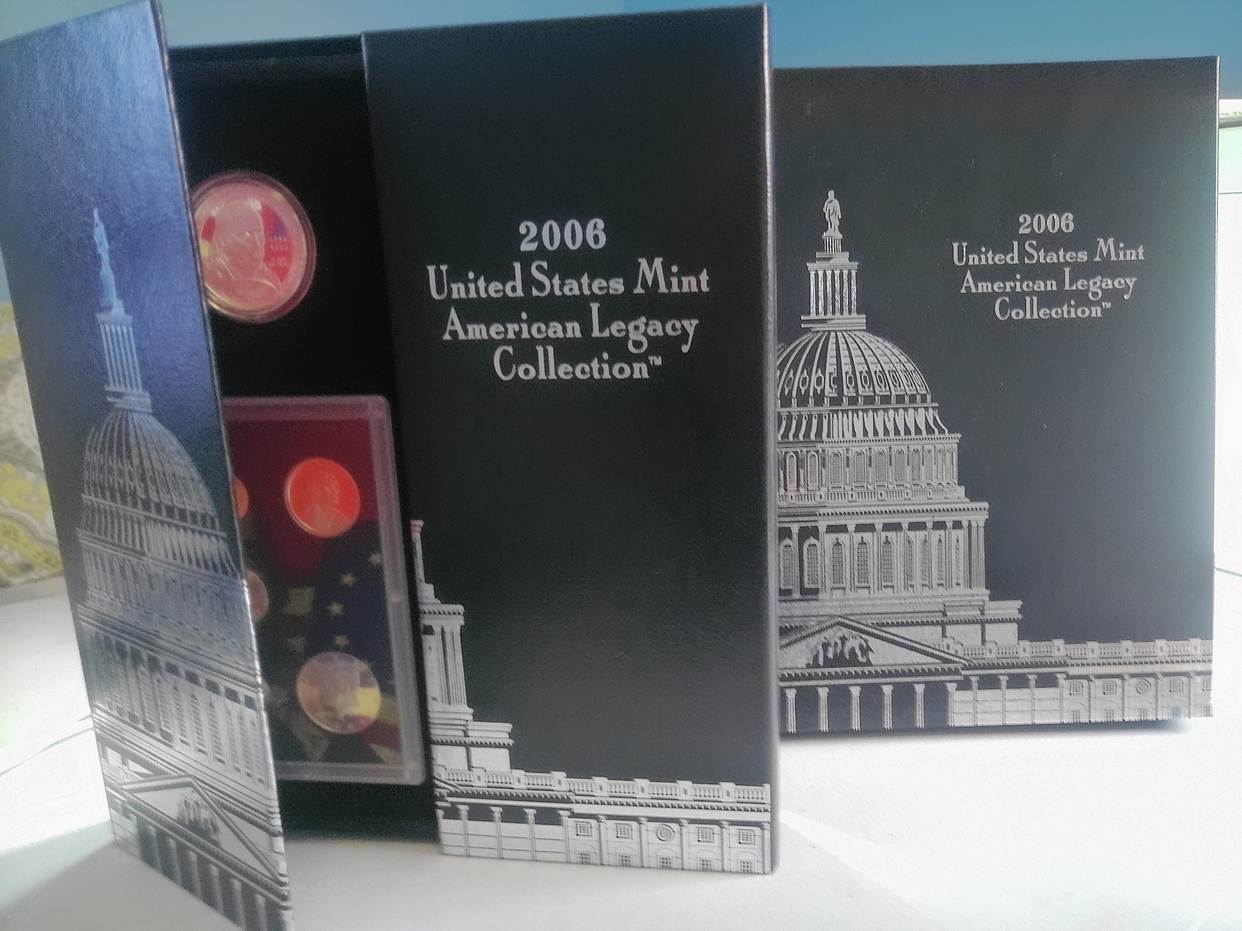 2006
United States Mint
American Legacy
Collection™
2006
United States Mint
American Legacy
Collection™